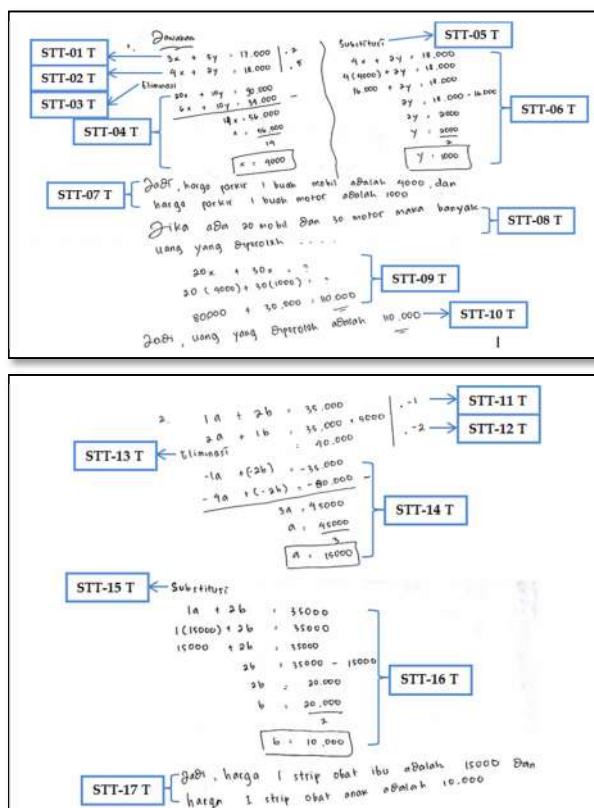 1. Jawaban
STT-01 T
3x + 5y = 17.000 | . 2
STT-02 T
4x + 2y = 18.000 | . 5
STT-03 T
Eliminasi
STT-04 T
20x + 10y = 90.000
6x + 10y = 34.000 -
14x = 56.000
x = 56.000
14
x = 4000
Substitusi
STT-05 T
4x + 2y = 18.000
4(4000) + 2y = 18.000
16.000 + 2y = 18.000
2y = 18.000 - 16.000
2y = 2000
y = 2000
2
y = 1000
STT-06 T
STT-07 T
Jadi, harga parkir 1 buah mobil adalah 4000, dan
harga parkir 1 buah motor adalah 1000
Jika ada 20 mobil dan 30 motor maka banyak
uang yang diperoleh ....
STT-08 T
20x + 30x = ?
20(4000) + 30(1000) = ?
80000 + 30.000 = 110.000
STT-09 T
Jadi, uang yang diperoleh adalah 110.000
STT-10 T
2. 1a + 2b = 35.000 | . -1
STT-11 T
2a + 1b = 35.000 + 5000 | . -2
STT-12 T
= 40.000
STT-13 T
Eliminasi
-1a + (-2b) = -35.000
-4a + (-2b) = -80.000 -
3a = 45000
a = 45000
3
a = 15000
STT-14 T
STT-15 T
Substitusi
1a + 2b = 35000
1(15000) + 2b = 35000
15000 + 2b = 35000
2b = 35000 - 15000
2b = 20.000
b = 20.000
2
b = 10.000
STT-16 T
STT-17 T
Jadi, harga 1 strip obat ibu adalah 15000 dan
harga 1 strip obat anak adalah 10.000